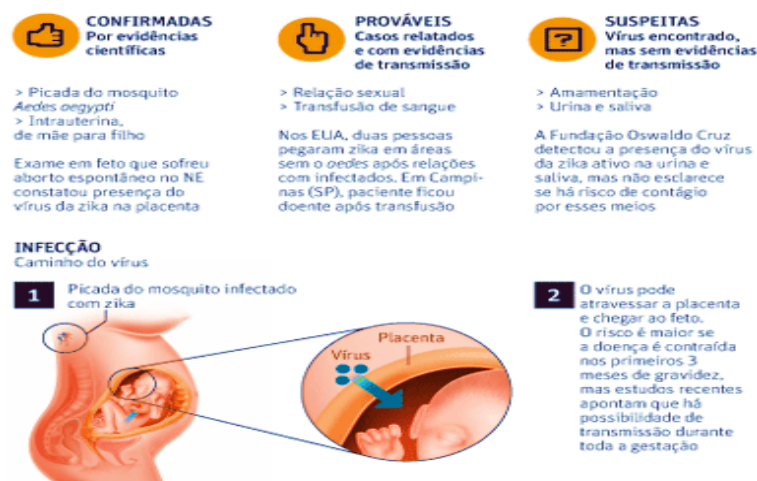 CONFIRMADAS
Por evidências
científicas
> Picada do mosquito
Aedes aegypti
> Intrauterina,
de mãe para filho
Exame em feto que sofreu
aborto espontâneo no NE
constatou presença do
vírus da zika na placenta
PROVÁVEIS
Casos relatados
e com evidências
de transmissão
> Relação sexual
> Transfusão de sangue
Nos EUA, duas pessoas
pegaram zika em áreas
sem o aedes após relações
com infectados. Em Campi-
nas (SP), paciente ficou
doente após transfusão
SUSPEITAS
Vírus encontrado,
mas sem evidências
de transmissão
> Amamentação
> Urina e saliva
A Fundação Oswaldo Cruz
detectou a presença do vírus
da zika ativo na urina e
saliva, mas não esclarece
se há risco de contágio
por esses meios
INFECÇÃO
Caminho do vírus
1
Picada do mosquito infectado
com zika
Placenta
Vírus
2
O vírus pode
atravessar a placenta
e chegar ao feto.
O risco é maior se
a doença é contraída
nos primeiros 3
meses de gravidez,
mas estudos recentes
apontam que há
possibilidade de
transmissão durante
toda a gestação